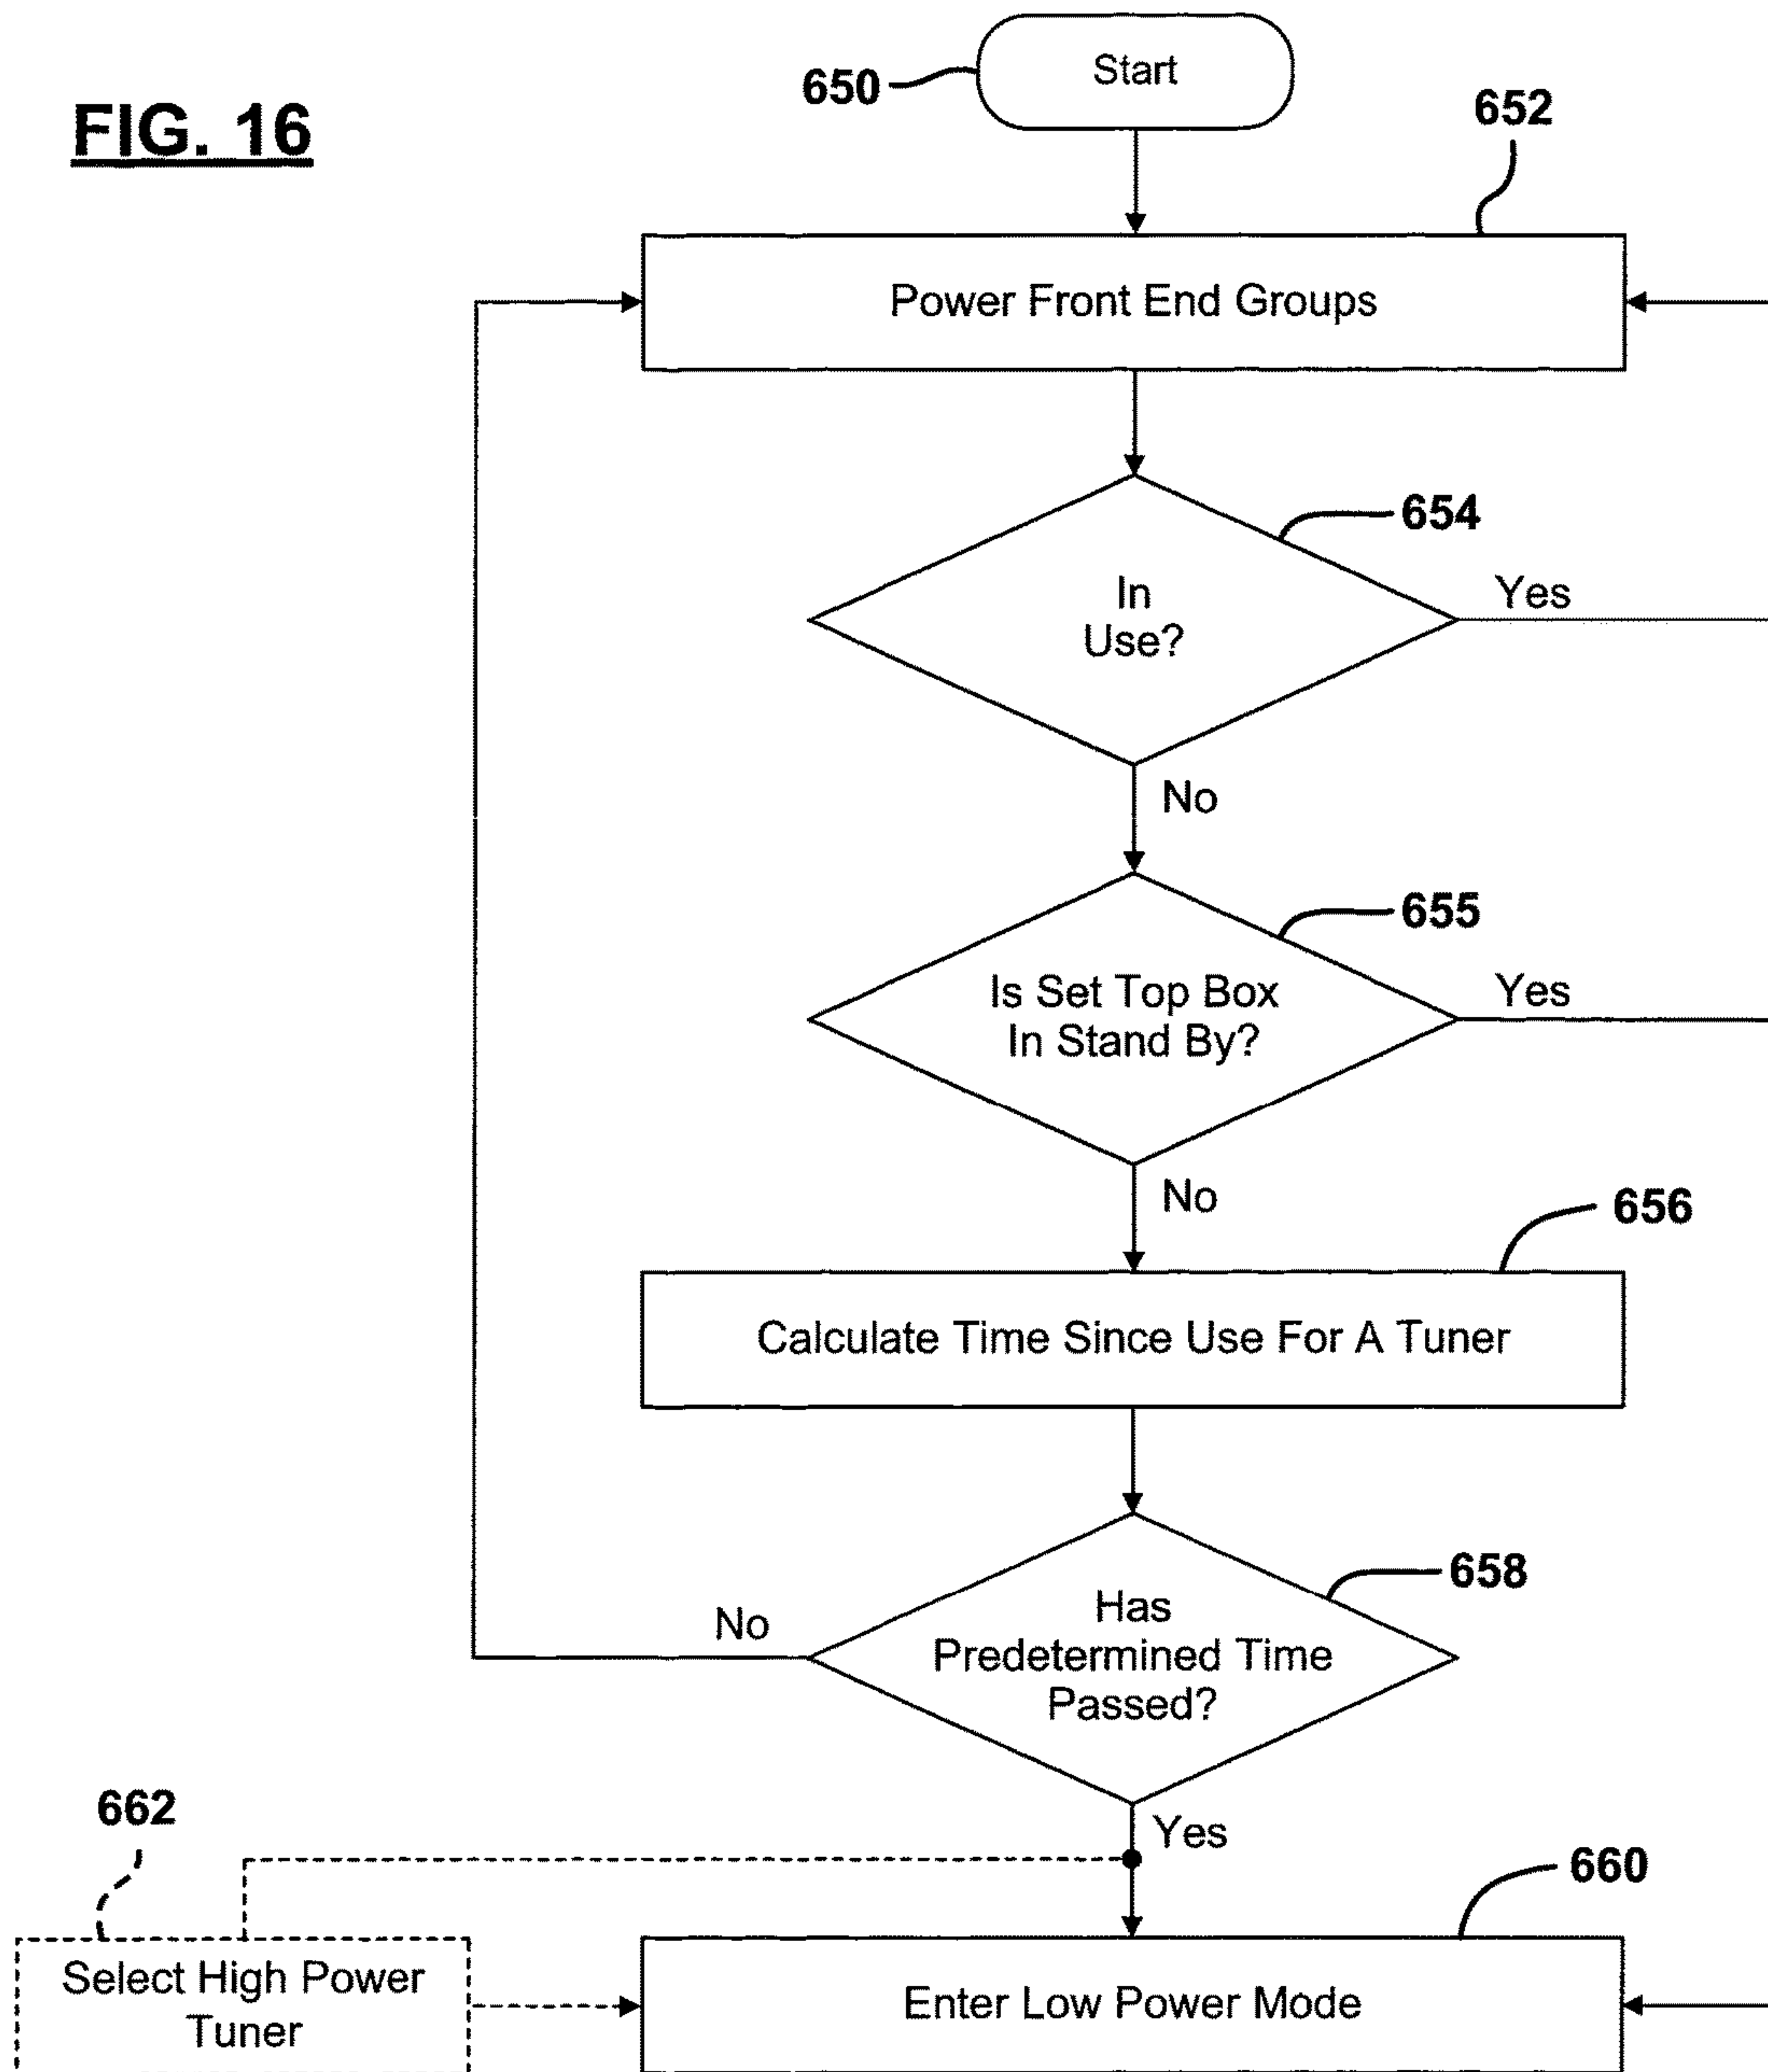 FIG. 16
650
Start
652
Power Front End Groups
654
In
Use?
Yes
No
655
Is Set Top Box
In Stand By?
Yes
No
656
Calculate Time Since Use For A Tuner
658
Has
Predetermined Time
Passed?
No
Yes
662
660
Select High Power
Tuner
Enter Low Power Mode